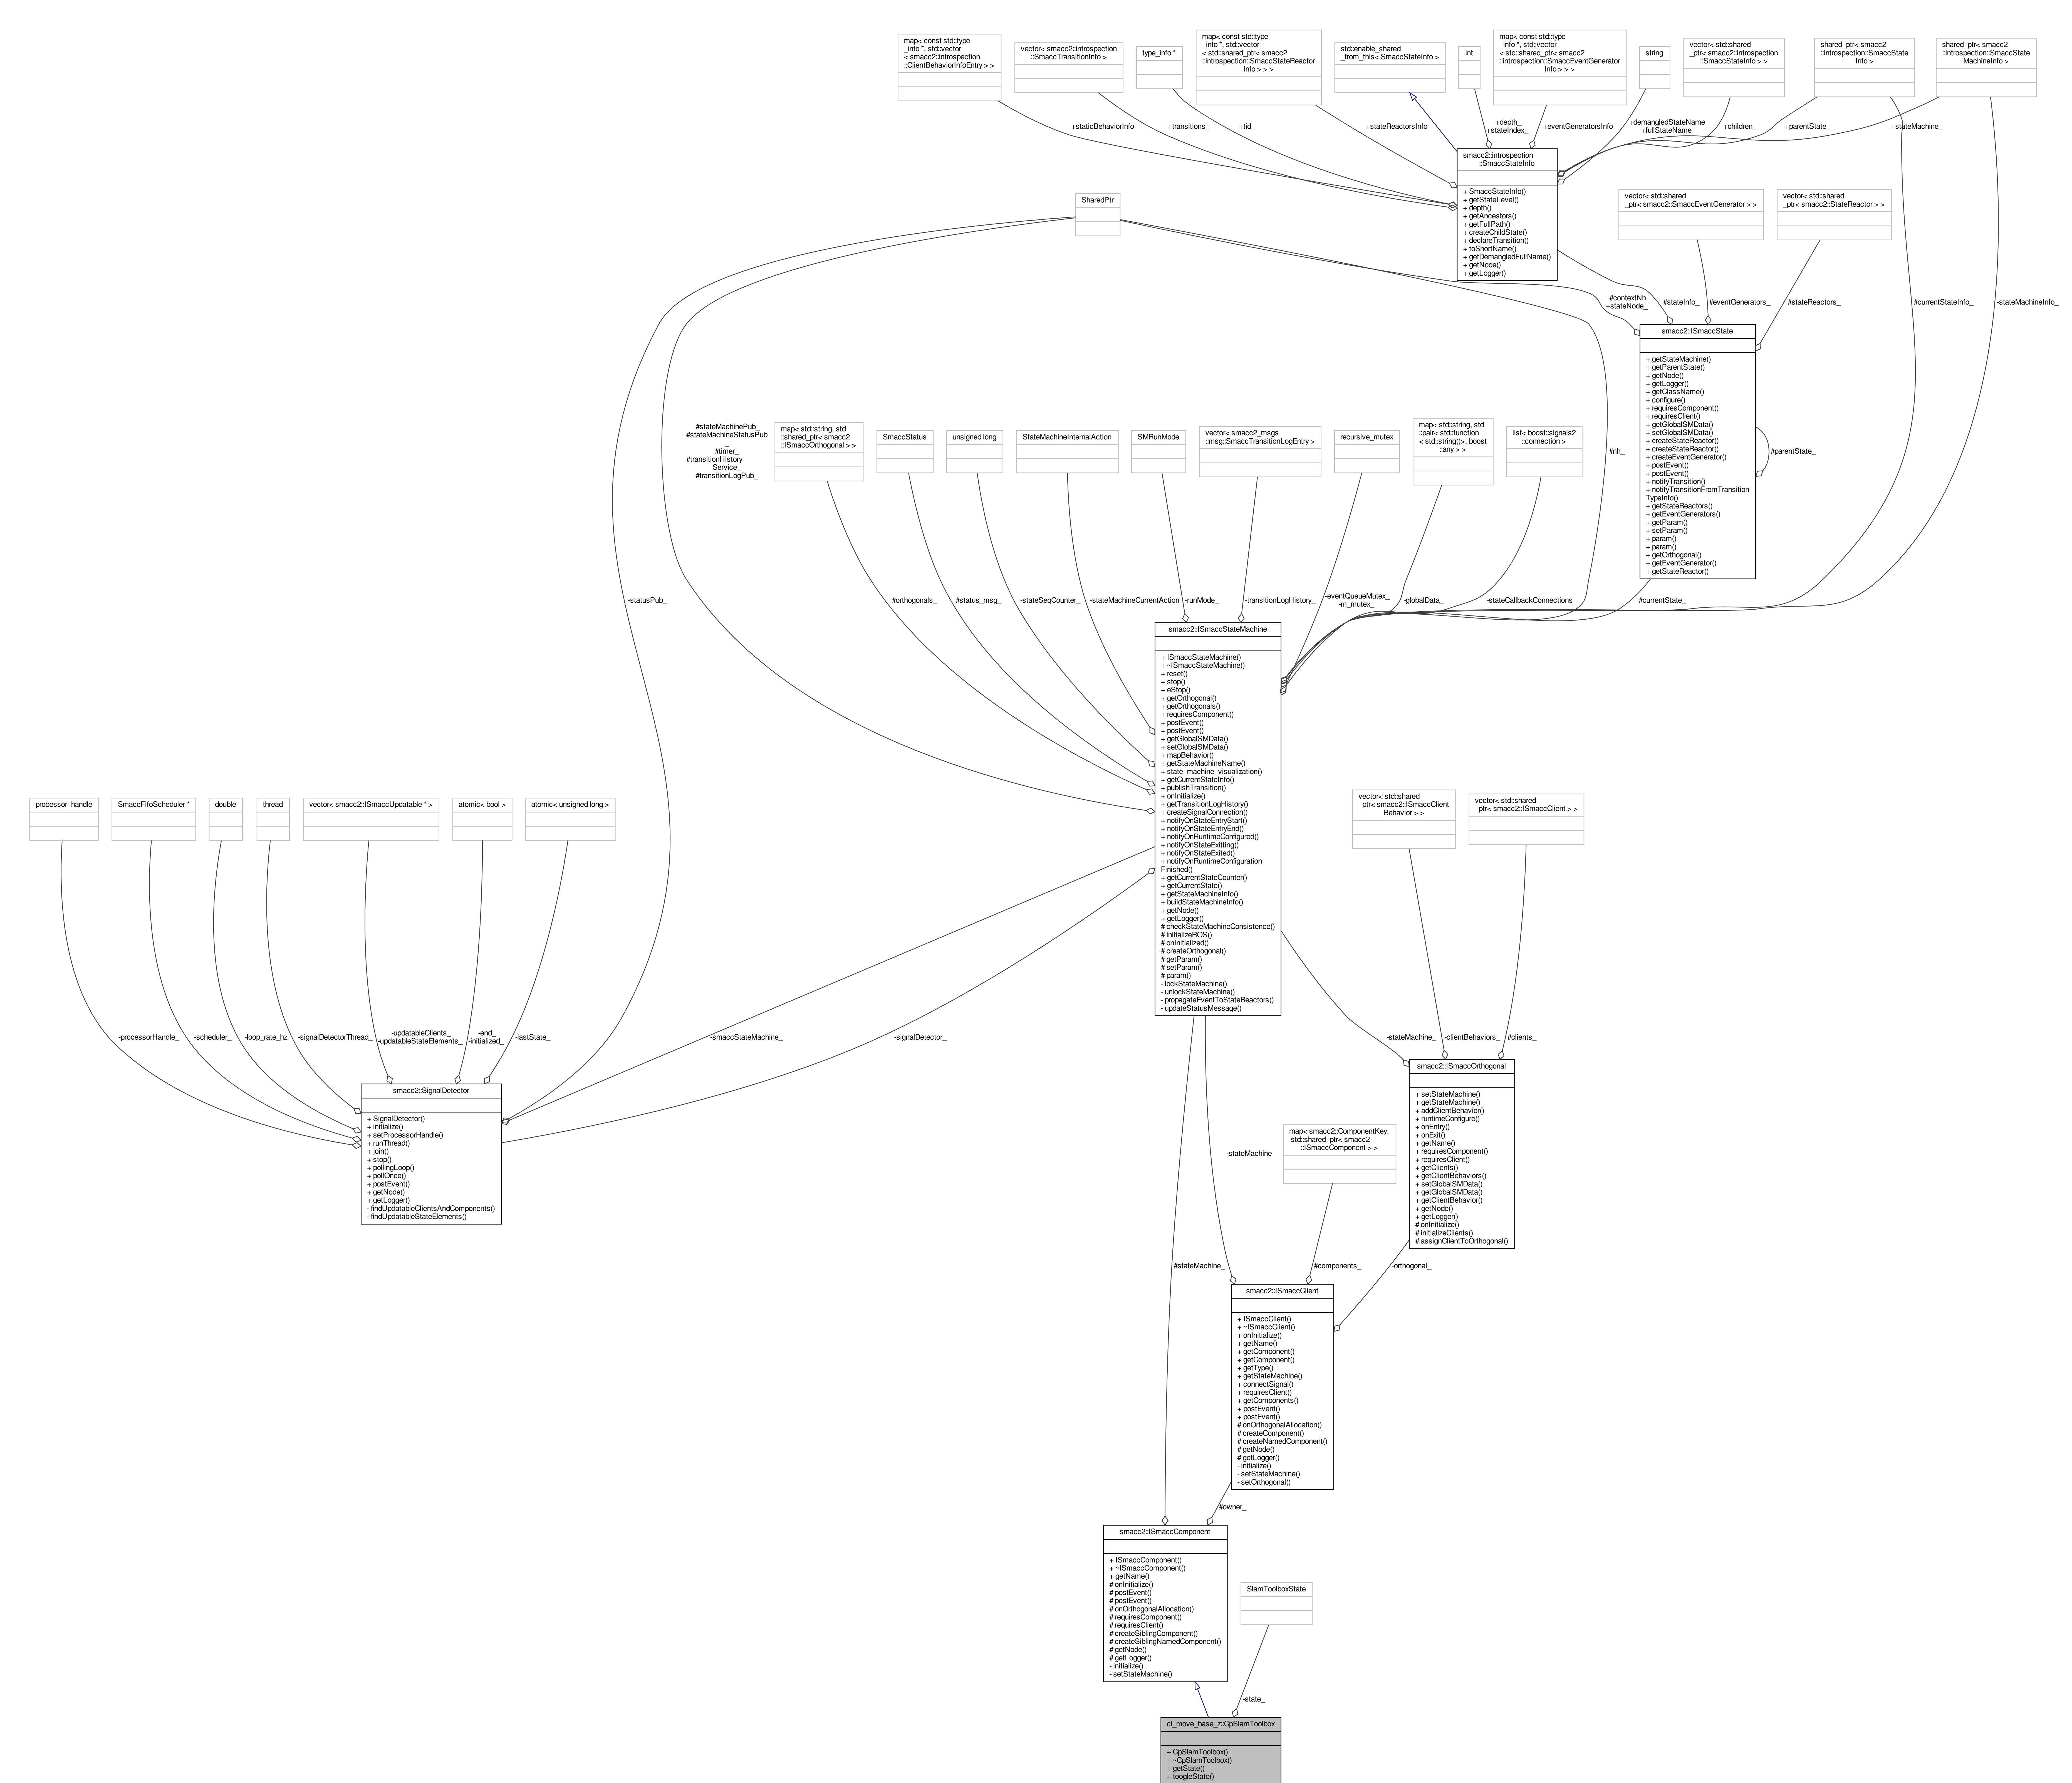 map< const std::type
_info *, std::vector
< smacc2::introspection
::ClientBehaviorInfoEntry > >
vector< smacc2::introspection
::SmaccTransitionInfo >
type_info *
map< const std::type
_info *, std::vector
< std::shared_ptr< smacc2
::introspection::SmaccStateReactor
Info > > >
std::enable_shared
_from_this< SmaccStateInfo >
int
map< const std::type
_info *, std::vector
< std::shared_ptr< smacc2
::introspection::SmaccEventGenerator
Info > > >
string
vector< std::shared
_ptr< smacc2::introspection
::SmaccStateInfo > >
shared_ptr< smacc2
::introspection::SmaccState
Info >
shared_ptr< smacc2
::introspection::SmaccState
MachineInfo >
+staticBehaviorInfo
+transitions_
+tid_
+stateReactorsInfo
+depth_
+stateIndex_
+eventGeneratorsInfo
+demangledStateName
+fullStateName
+children_
+parentState_
+stateMachine_
smacc2::introspection
::SmaccStateInfo
+ SmaccStateInfo()
+ getStateLevel()
+ depth()
+ getAncestors()
+ getFullPath()
+ createChildState()
+ declareTransition()
+ toShortName()
+ getDemangledFullName()
+ getNode()
+ getLogger()
SharedPtr
vector< std::shared
_ptr< smacc2::SmaccEventGenerator > >
vector< std::shared
_ptr< smacc2::StateReactor > >
#contextNh
+stateNode_
#stateInfo_
#eventGenerators_
#stateReactors_
#currentStateInfo_
-stateMachineInfo_
smacc2::ISmaccState
+ getStateMachine()
+ getParentState()
+ getNode()
+ getLogger()
+ getClassName()
+ configure()
+ requiresComponent()
+ requiresClient()
+ getGlobalSMData()
+ setGlobalSMData()
+ createStateReactor()
+ createStateReactor()
+ createEventGenerator()
+ postEvent()
+ postEvent()
+ notifyTransition()
+ notifyTransitionFromTransition
TypeInfo()
+ getStateReactors()
+ getEventGenerators()
+ getParam()
+ setParam()
+ param()
+ param()
+ getOrthogonal()
+ getEventGenerator()
+ getStateReactor()
#parentState_
#stateMachinePub_
#stateMachineStatusPub
_
#timer_
#transitionHistory
Service_
#transitionLogPub_
map< std::string, std
::shared_ptr< smacc2
::ISmaccOrthogonal > >
SmaccStatus
unsigned long
StateMachineInternalAction
SMRunMode
vector< smacc2_msgs
::msg::SmaccTransitionLogEntry >
recursive_mutex
map< std::string, std
::pair< std::function
< std::string()>, boost
::any > >
list< boost::signals2
::connection >
#nh_
-statusPub_
#orthogonals_
#status_msg_
-stateSeqCounter_
-stateMachineCurrentAction
-runMode_
-transitionLogHistory_
-eventQueueMutex_
-m_mutex_
-globalData_
-stateCallbackConnections
#currentState_
smacc2::ISmaccStateMachine
+ ISmaccStateMachine()
+ ~ISmaccStateMachine()
+ reset()
+ stop()
+ eStop()
+ getOrthogonal()
+ getOrthogonals()
+ requiresComponent()
+ postEvent()
+ postEvent()
+ getGlobalSMData()
+ setGlobalSMData()
+ mapBehavior()
+ getStateMachineName()
+ state_machine_visualization()
+ getCurrentStateInfo()
+ publishTransition()
+ onInitialize()
+ getTransitionLogHistory()
+ createSignalConnection()
+ notifyOnStateEntryStart()
+ notifyOnStateEntryEnd()
+ notifyOnRuntimeConfigured()
+ notifyOnStateExitting()
+ notifyOnStateExited()
+ notifyOnRuntimeConfiguration
Finished()
+ getCurrentStateCounter()
+ getCurrentState()
+ getStateMachineInfo()
+ buildStateMachineInfo()
+ getNode()
+ getLogger()
# checkStateMachineConsistence()
# initializeROS()
# onInitialized()
# createOrthogonal()
# getParam()
# setParam()
# param()
- lockStateMachine()
- unlockStateMachine()
- propagateEventToStateReactors()
- updateStatusMessage()
processor_handle
SmaccFifoScheduler *
double
thread
vector< smacc2::ISmaccUpdatable * >
atomic< bool >
atomic< unsigned long >
vector< std::shared
_ptr< smacc2::ISmaccClient
Behavior > >
vector< std::shared
_ptr< smacc2::ISmaccClient > >
-processorHandle_
-scheduler_
-loop_rate_hz
-signalDetectorThread_
-updatableClients_
-updatableStateElements_
-end_
-initialized_
-lastState_
-smaccStateMachine_
-signalDetector_
-stateMachine_
-clientBehaviors_
#clients_
smacc2::SignalDetector
+ SignalDetector()
+ initialize()
+ setProcessorHandle()
+ runThread()
+ join()
+ stop()
+ pollingLoop()
+ pollOnce()
+ postEvent()
+ getNode()
+ getLogger()
- findUpdatableClientsAndComponents()
- findUpdatableStateElements()
smacc2::ISmaccOrthogonal
+ setStateMachine()
+ getStateMachine()
+ addClientBehavior()
+ runtimeConfigure()
+ onEntry()
+ onExit()
+ getName()
+ requiresComponent()
+ requiresClient()
+ getClients()
+ getClientBehaviors()
+ setGlobalSMData()
+ getGlobalSMData()
+ getClientBehavior()
+ getNode()
+ getLogger()
# onInitialize()
# initializeClients()
# assignClientToOrthogonal()
map< smacc2::ComponentKey,
std::shared_ptr< smacc2
::ISmaccComponent > >
-stateMachine_
#stateMachine_
#components_
-orthogonal_
smacc2::ISmaccClient
+ ISmaccClient()
+ ~ISmaccClient()
+ onInitialize()
+ getName()
+ getComponent()
+ getComponent()
+ getType()
+ getStateMachine()
+ connectSignal()
+ requiresClient()
+ getComponents()
+ postEvent()
+ postEvent()
# onOrthogonalAllocation()
# createComponent()
# createNamedComponent()
# getNode()
# getLogger()
- initialize()
- setStateMachine()
- setOrthogonal()
#owner_
smacc2::ISmaccComponent
+ ISmaccComponent()
+ ~ISmaccComponent()
+ getName()
# onInitialize()
# postEvent()
# postEvent()
# onOrthogonalAllocation()
# requiresComponent()
# requiresClient()
# createSiblingComponent()
# createSiblingNamedComponent()
# getNode()
# getLogger()
- initialize()
- setStateMachine()
SlamToolboxState
-state_
cl_move_base_z::CpSlamToolbox
+ CpSlamToolbox()
+ ~CpSlamToolbox()
+ getState()
+ toogleState()